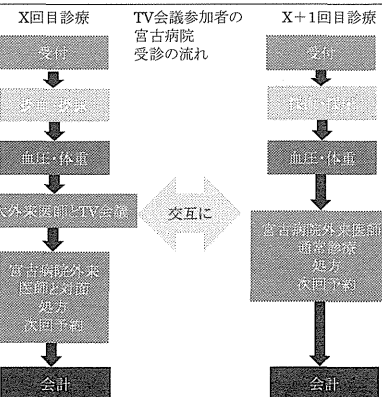 X回目診療
TV会議参加者の
宮古病院
受診の流れ
X＋1回目診療
受付
血圧・体重
外来医師とTV会議
宮古病院外来
医師と対面
処方
次回予約
会計
交互に
受付
血圧・体重
宮古病院外来医師
通常診療
処方
次回予約
会計